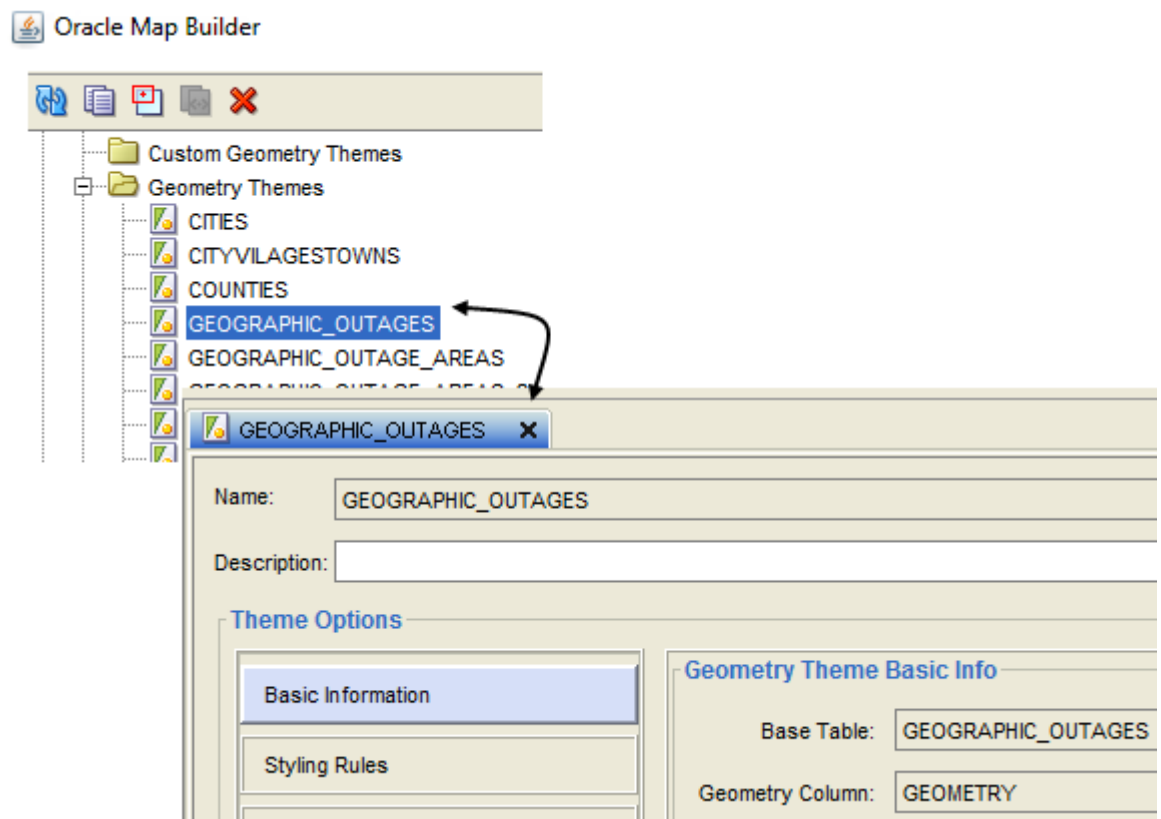 Oracle Map Builder
Custom Geometry Themes
Geometry Themes
CITIES
CITYVILAGESTOWNS
COUNTIES
GEOGRAPHIC_OUTAGES
GEOGRAPHIC_OUTAGE_AREAS
GEOGRAPHIC_OUTAGES
Name:
GEOGRAPHIC_OUTAGES
Description:
Theme Options
Basic Information
Styling Rules
Geometry Theme Basic Info
Base Table:
GEOGRAPHIC_OUTAGES
Geometry Column:
GEOMETRY